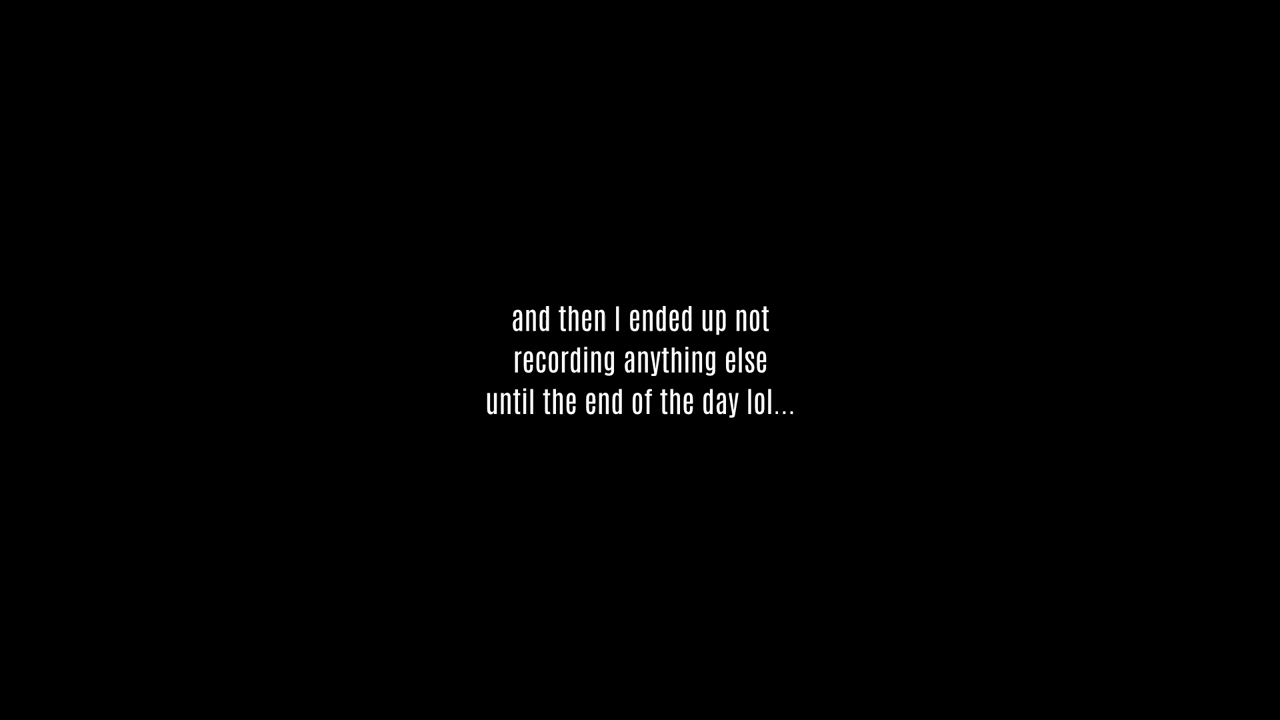 and then I ended up not
recording anything else
until the end of the day lol...